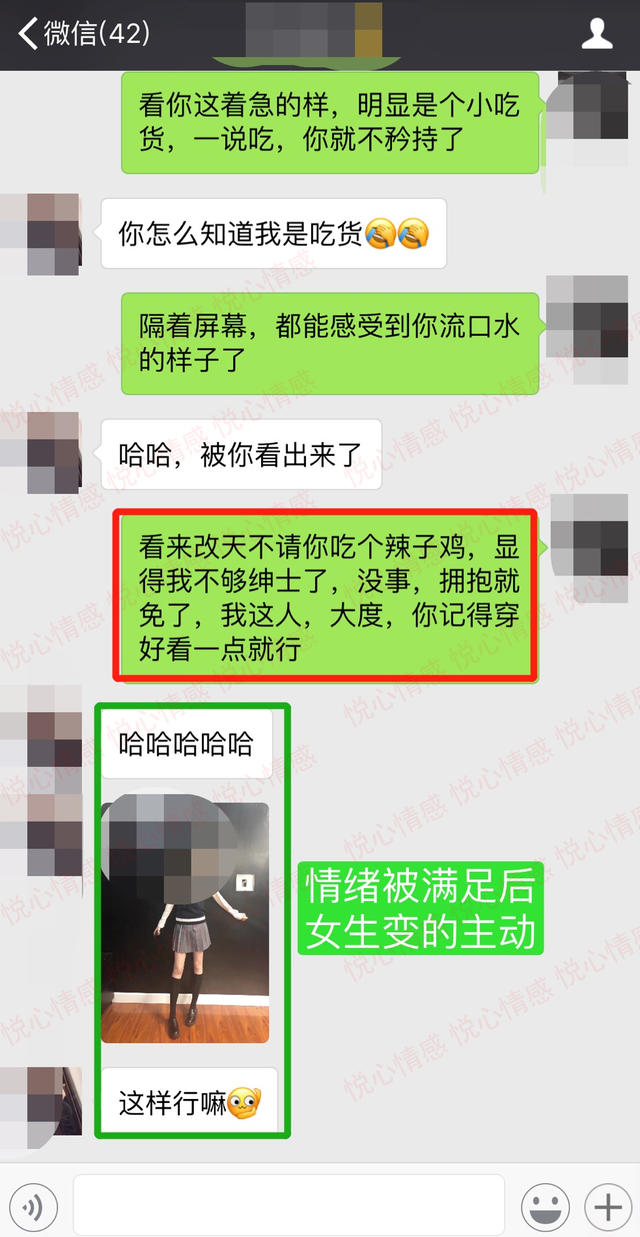 微信(42)
看你这着急的样，明显是个小吃
货，一说吃，你就不矜持了
你怎么知道我是吃货🤦🤦
隔着屏幕，都能感受到你流口水
的样子了
哈哈，被你看出来了
看来改天不请你吃个辣子鸡，显
得我不够绅士了，没事，拥抱就
免了，我这人，大度，你记得穿
好看一点就行
哈哈哈哈哈
情绪被满足后
女生变的主动
这样行嘛
悦心情感